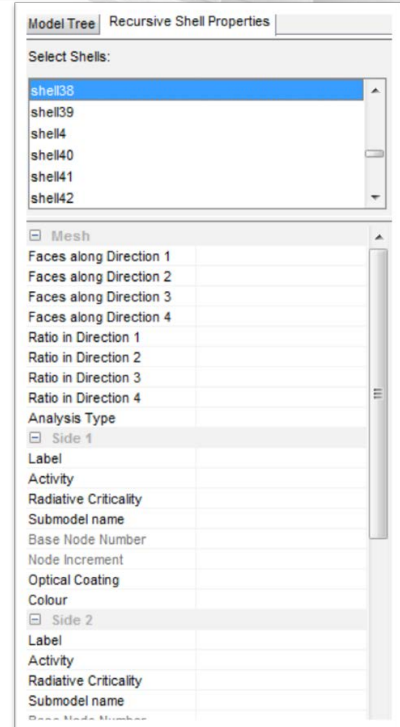 Model Tree Recursive Shell Properties
Select Shells:
shell38
shell39
shell4
shell40
shell41
shell42
Mesh
Faces along Direction 1
Faces along Direction 2
Faces along Direction 3
Faces along Direction 4
Ratio in Direction 1
Ratio in Direction 2
Ratio in Direction 3
Ratio in Direction 4
Analysis Type
Side 1
Label
Activity
Radiative Criticality
Submodel name
Base Node Number
Node Increment
Optical Coating
Colour
Side 2
Label
Activity
Radiative Criticality
Submodel name
Base Node Number